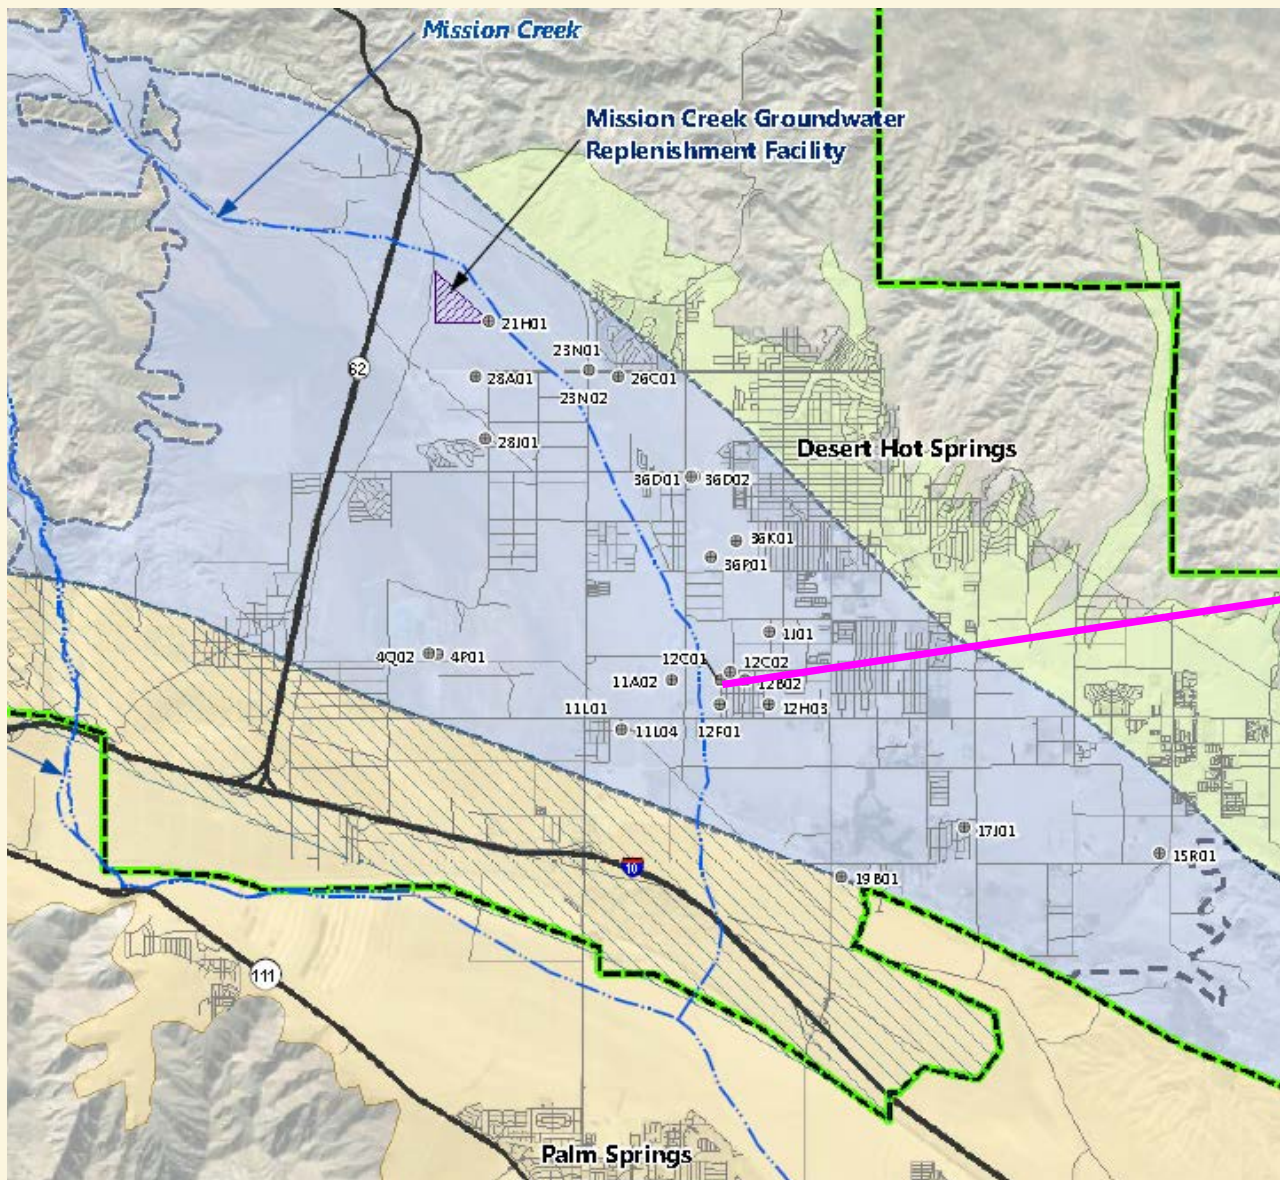 Mission Creek
Mission Creek Groundwater
Replenishment Facility
21H01
23N01
62
28A01
26C01
23N02
28J01
Desert Hot Springs
36D01
36D02
36K01
36P01
1J01
4Q02
4P01
12C01
12C02
11A02
12B02
11L01
12H03
11L04
12F01
17J01
15R01
10
19B01
111
Palm Springs